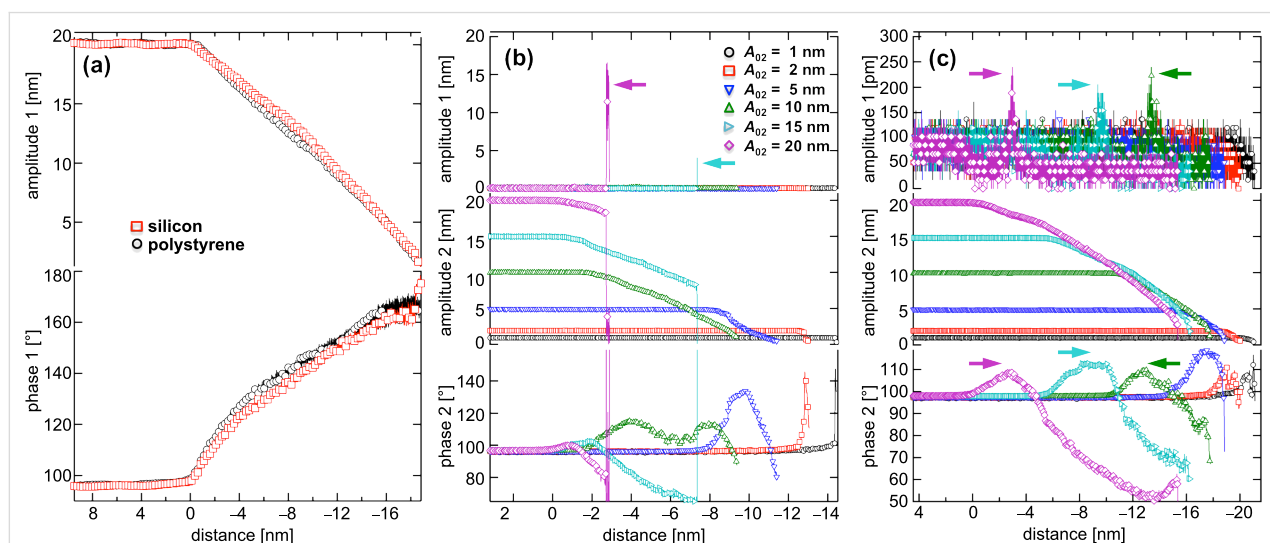 (a)
amplitude 1 [nm]
20
15
10
5
silicon
polystyrene
phase 1 [°]
180
160
140
120
100
8 4 0 −4 −8 −12 −16
distance [nm]
(b)
amplitude 1 [nm]
20
15
10
5
0
A02 = 1 nm
A02 = 2 nm
A02 = 5 nm
A02 = 10 nm
A02 = 15 nm
A02 = 20 nm
amplitude 2 [nm]
20
15
10
5
0
phase 2 [°]
140
120
100
80
2 0 −2 −4 −6 −8 −10 −12 −14
distance [nm]
(c)
amplitude 1 [pm]
300
250
200
150
100
50
0
amplitude 2 [nm]
20
15
10
5
0
phase 2 [°]
110
100
90
80
70
60
50
4 0 −4 −8 −12 −16 −20
distance [nm]